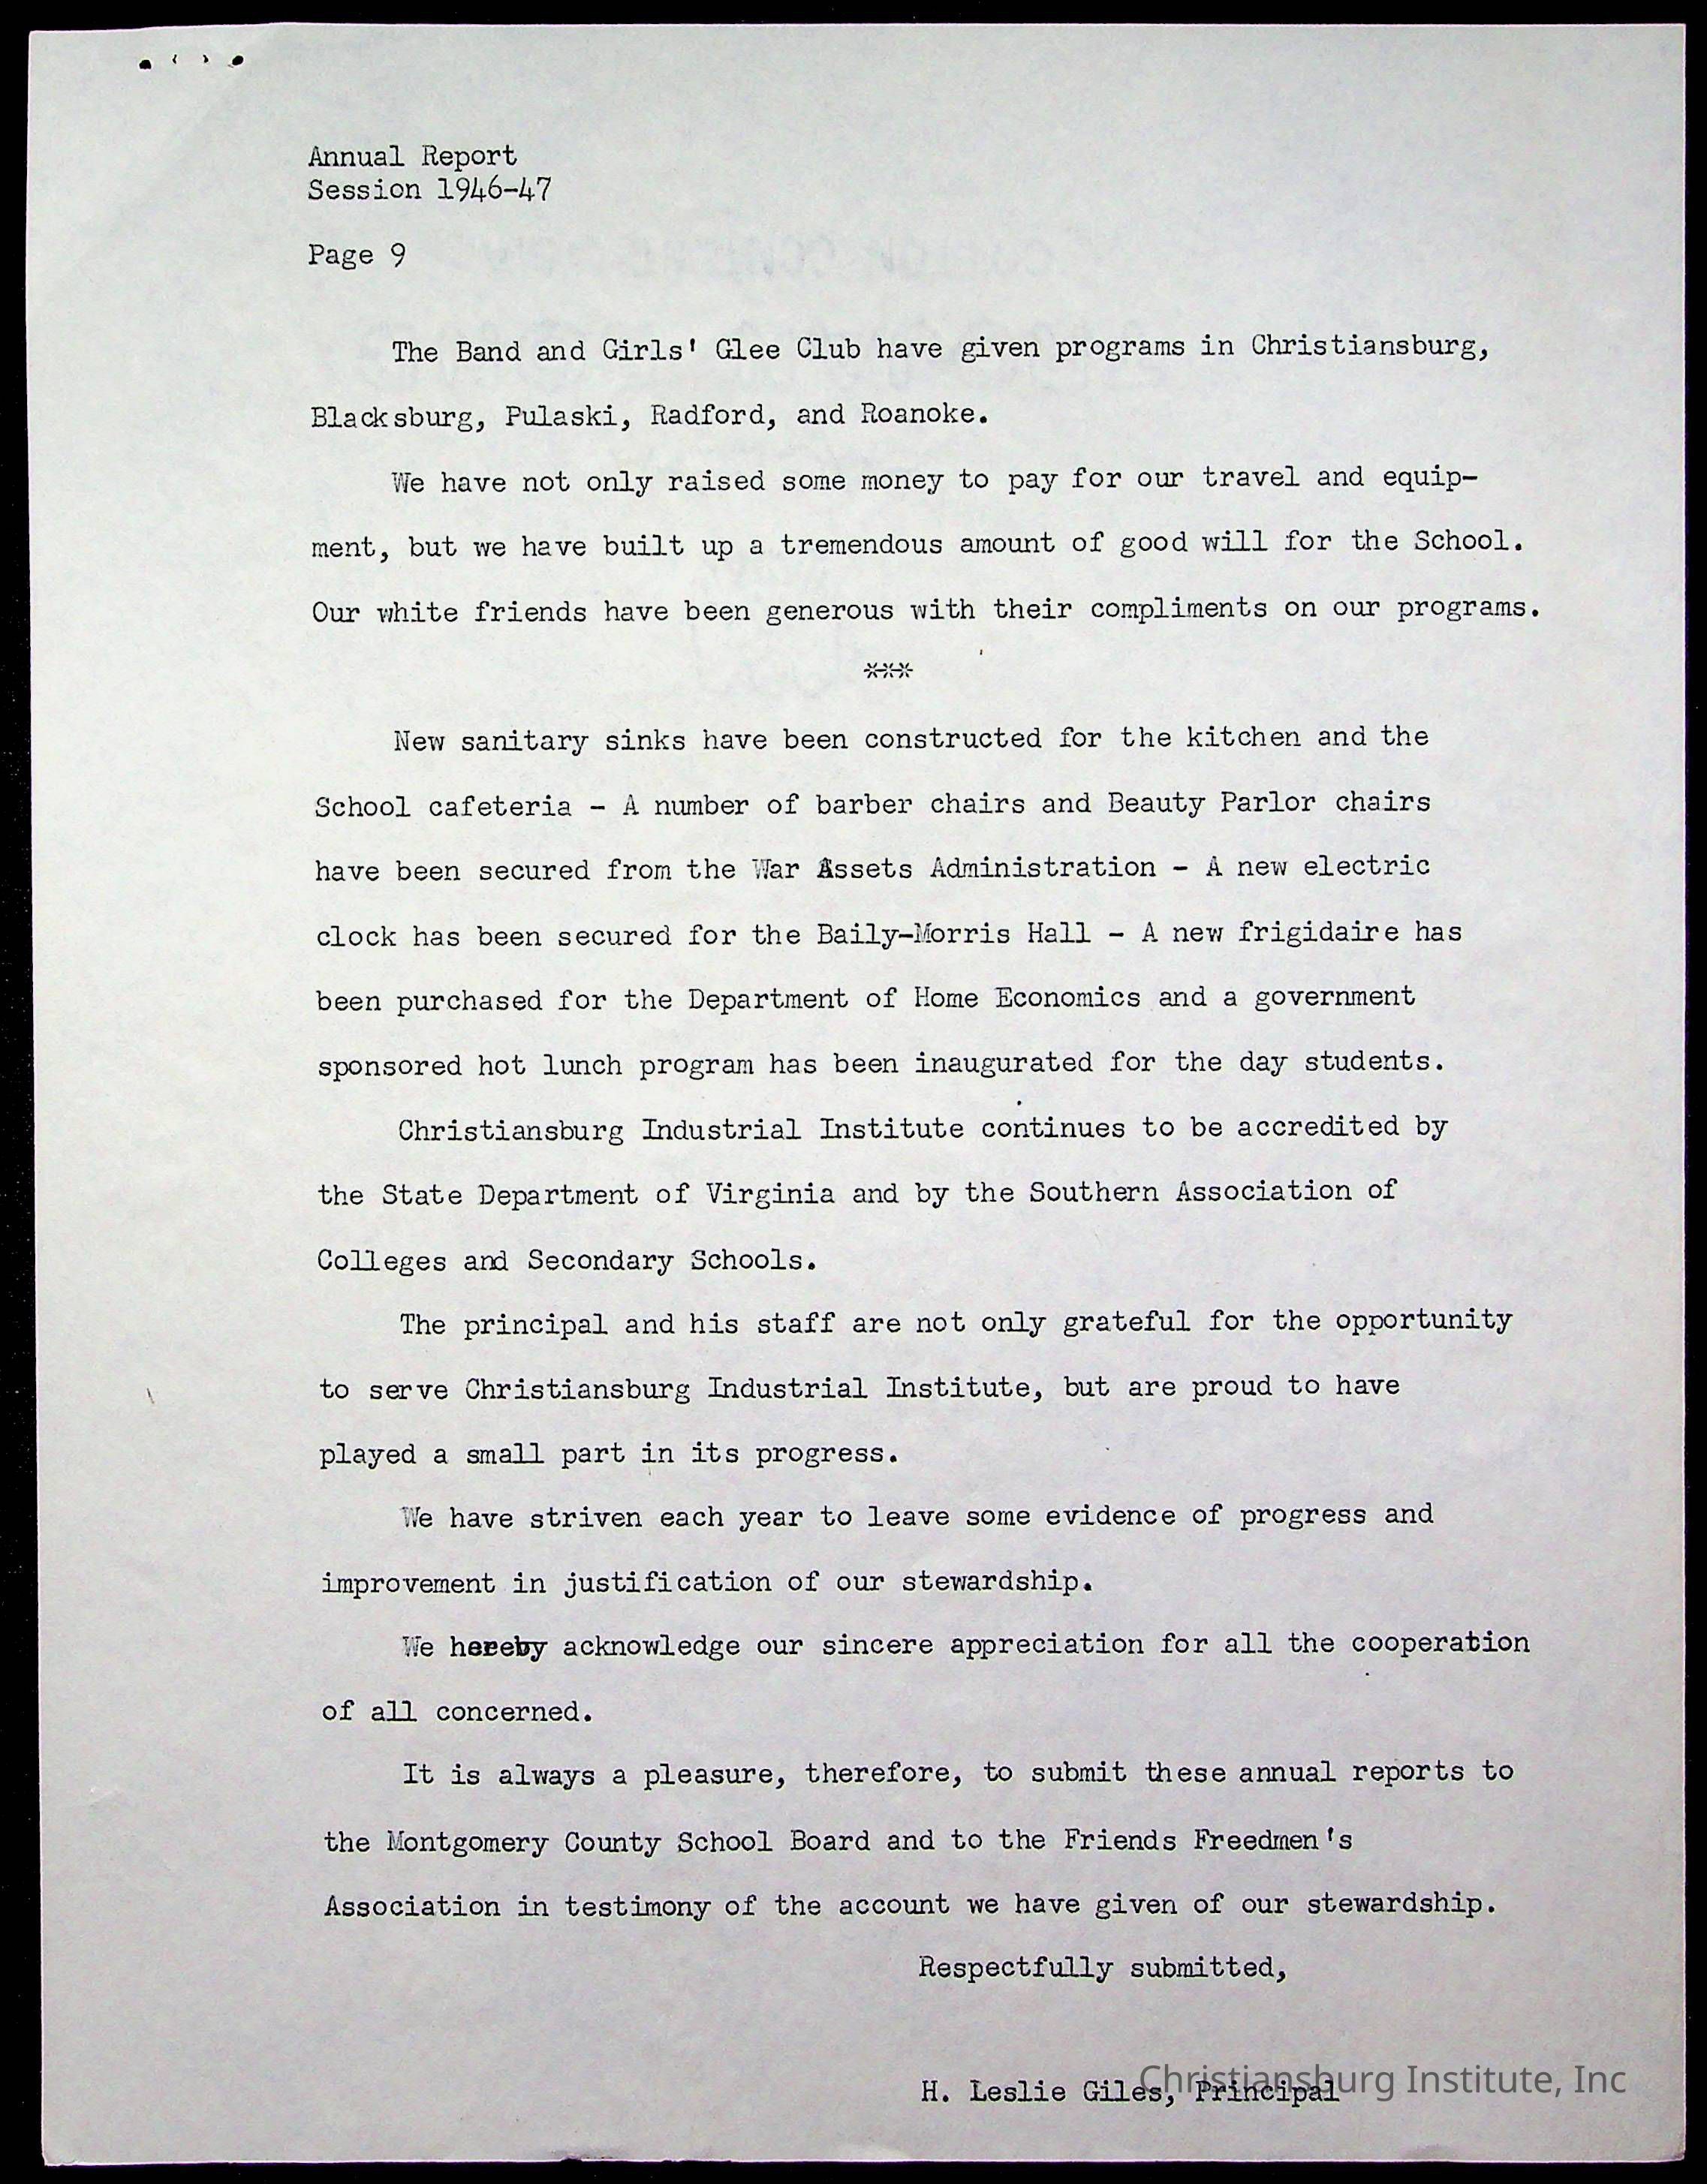 Annual Report
Session 1946-47
Page 9
The Band and Girls' Glee Club have given programs in Christiansburg,
Blacksburg, Pulaski, Radford, and Roanoke.
We have not only raised some money to pay for our travel and equip-
ment, but we have built up a tremendous amount of good will for the School.
Our white friends have been generous with their compliments on our programs.
***
New sanitary sinks have been constructed for the kitchen and the
School cafeteria - A number of barber chairs and Beauty Parlor chairs
have been secured from the War Assets Administration - A new electric
clock has been secured for the Baily-Morris Hall - A new frigidaire has
been purchased for the Department of Home Economics and a government
sponsored hot lunch program has been inaugurated for the day students.
Christiansburg Industrial Institute continues to be accredited by
the State Department of Virginia and by the Southern Association of
Colleges and Secondary Schools.
The principal and his staff are not only grateful for the opportunity
to serve Christiansburg Industrial Institute, but are proud to have
played a small part in its progress.
We have striven each year to leave some evidence of progress and
improvement in justification of our stewardship.
We hereby acknowledge our sincere appreciation for all the cooperation
of all concerned.
It is always a pleasure, therefore, to submit these annual reports to
the Montgomery County School Board and to the Friends Freedmen's
Association in testimony of the account we have given of our stewardship.
Respectfully submitted,
H. Leslie Giles, Principal
Christiansburg Institute, Inc